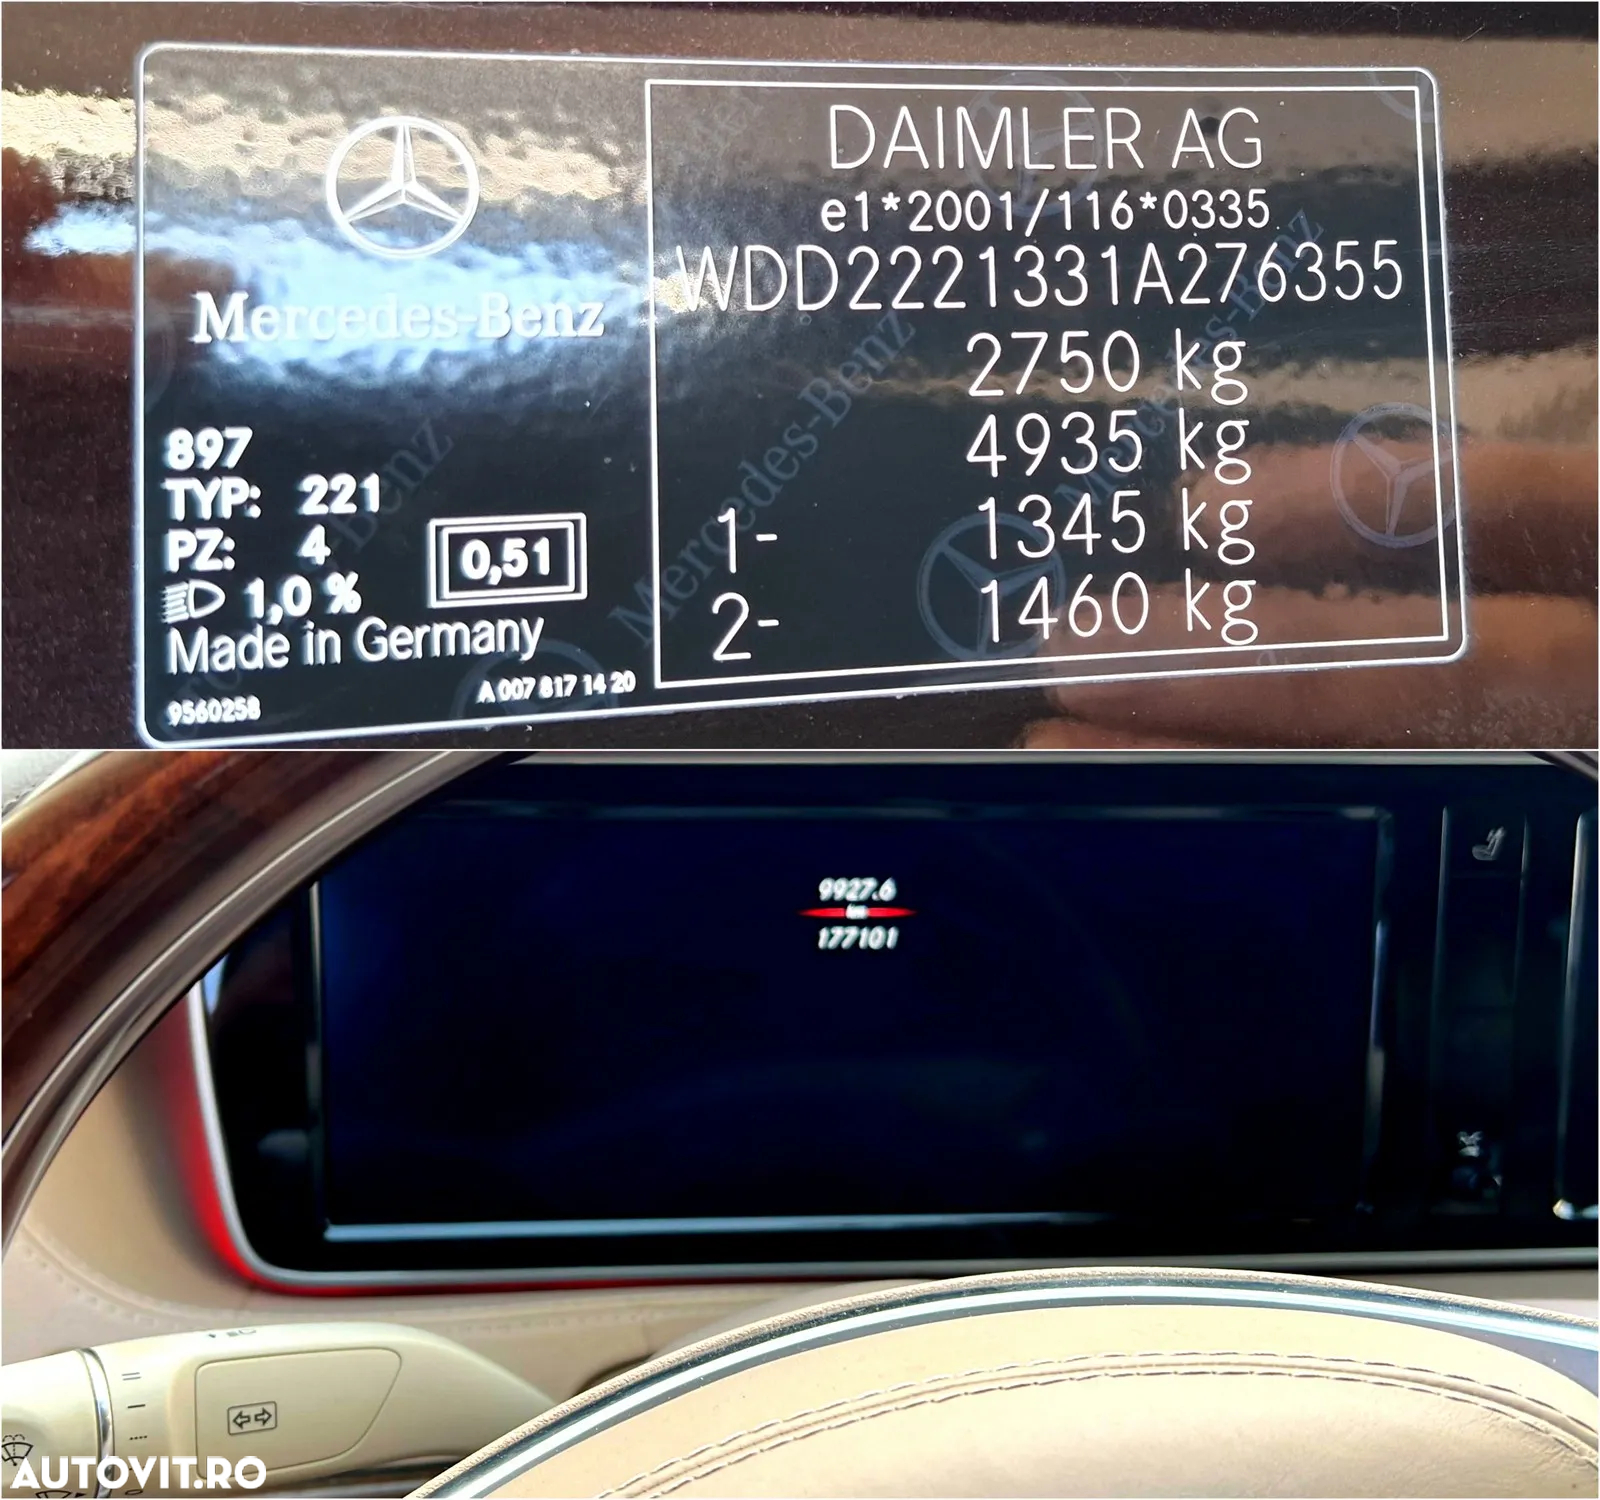 Mercedes-Benz
897
TYP: 221
PZ: 4
1,0 %
0,51
Made in Germany
A 007 817 14 20
9560258
DAIMLER AG
e1*2001/116*0335
WDD2221331A276355
2750 kg
4935 kg
1- 1345 kg
2- 1460 kg
9927.6
km
177101
AUTOVIT.RO